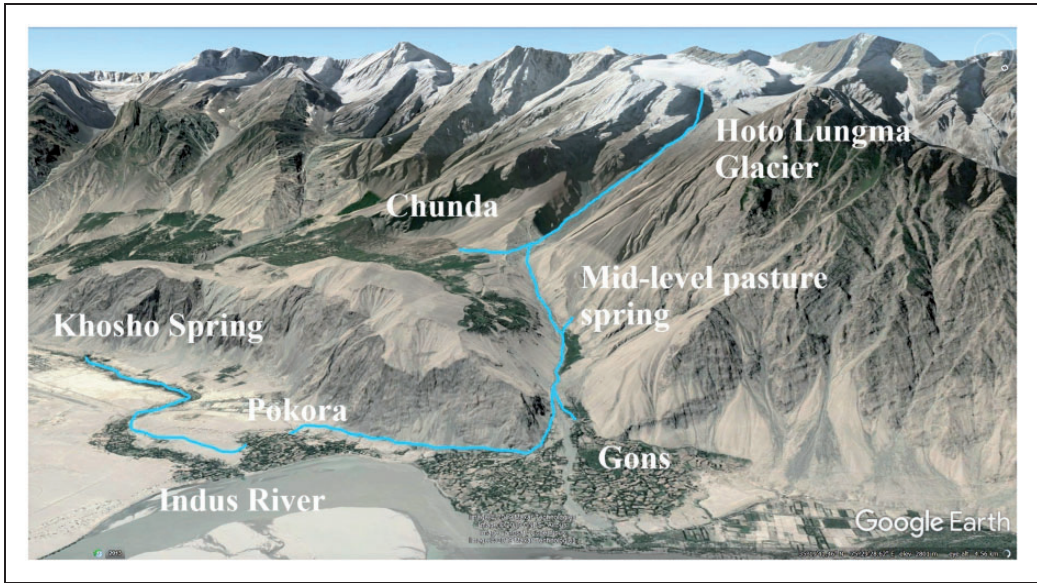 Hoto Lungma
Glacier
Chunda
Mid-level pasture
spring
Khosho Spring
Pokora
Gons
Indus River
Google Earth